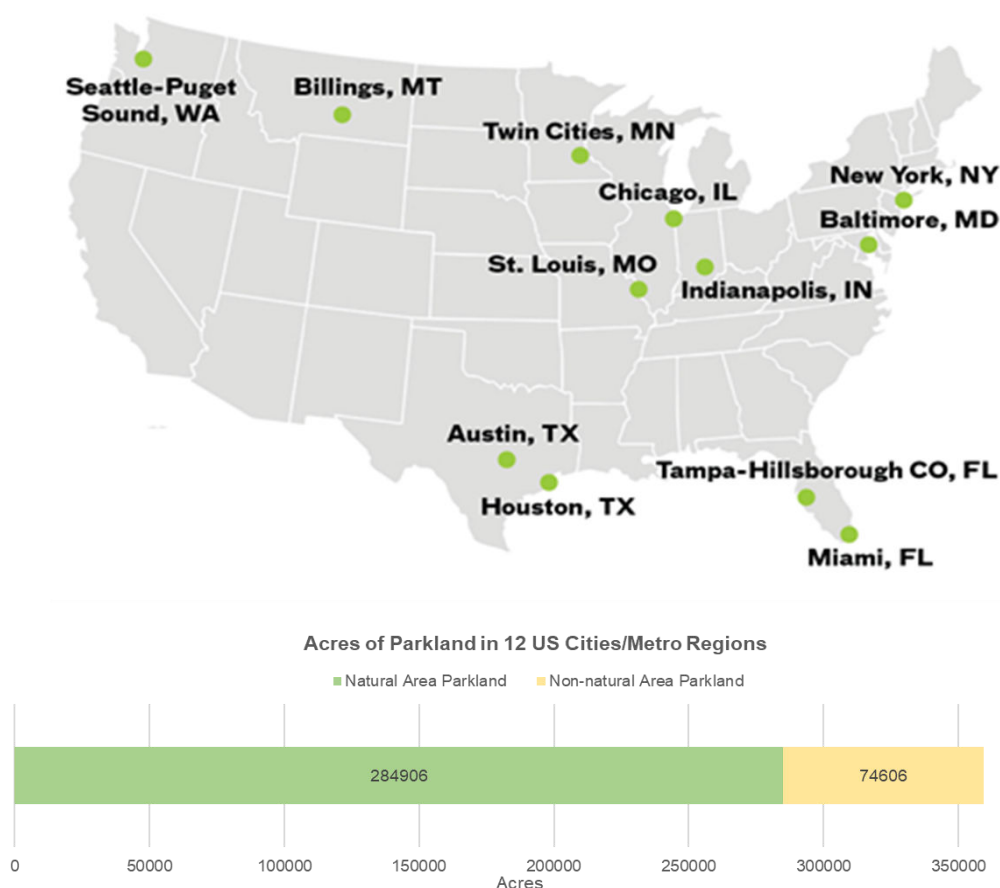 Seattle-Puget
Sound, WA
Billings, MT
Twin Cities, MN
Chicago, IL
New York, NY
Baltimore, MD
St. Louis, MO
Indianapolis, IN
Austin, TX
Houston, TX
Tampa-Hillsborough CO, FL
Miami, FL
Acres of Parkland in 12 US Cities/Metro Regions
Natural Area Parkland Non-natural Area Parkland
284906 74606
0 50000 100000 150000 200000 250000 300000 350000
Acres